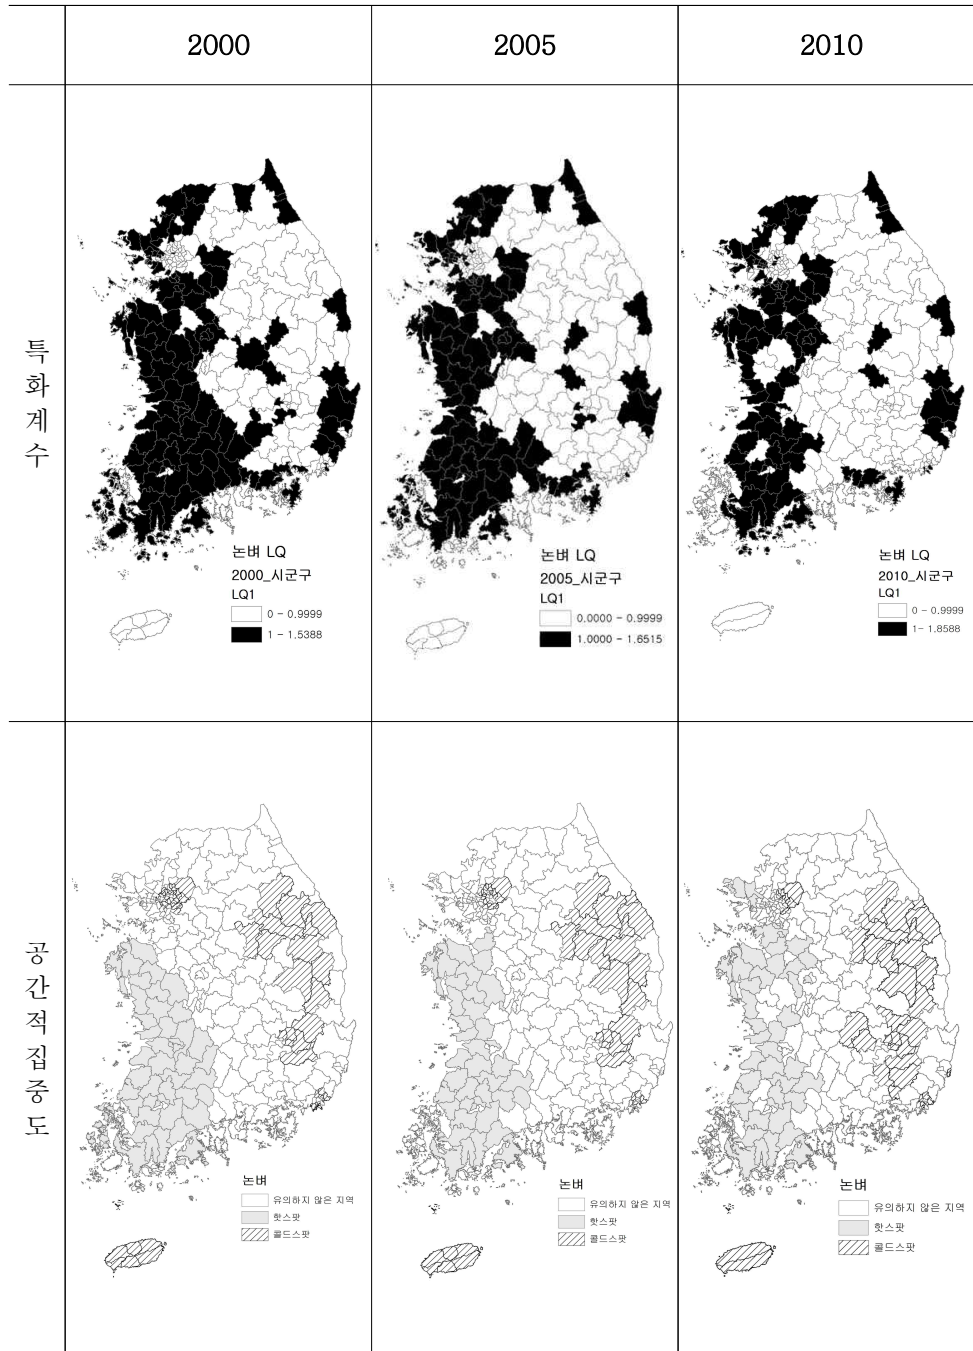 2000
2005
2010
특화계수
논벼 LQ
2000_시군구
LQ1
0 - 0.9999
1 - 1.5388
논벼 LQ
2005_시군구
LQ1
0.0000 - 0.9999
1.0000 - 1.6515
논벼 LQ
2010_시군구
LQ1
0 - 0.9999
1- 1.8588
공간적집중도
논벼
유의하지 않은 지역
핫스팟
콜드스팟
논벼
유의하지 않은 지역
핫스팟
콜드스팟
논벼
유의하지 않은 지역
핫스팟
콜드스팟